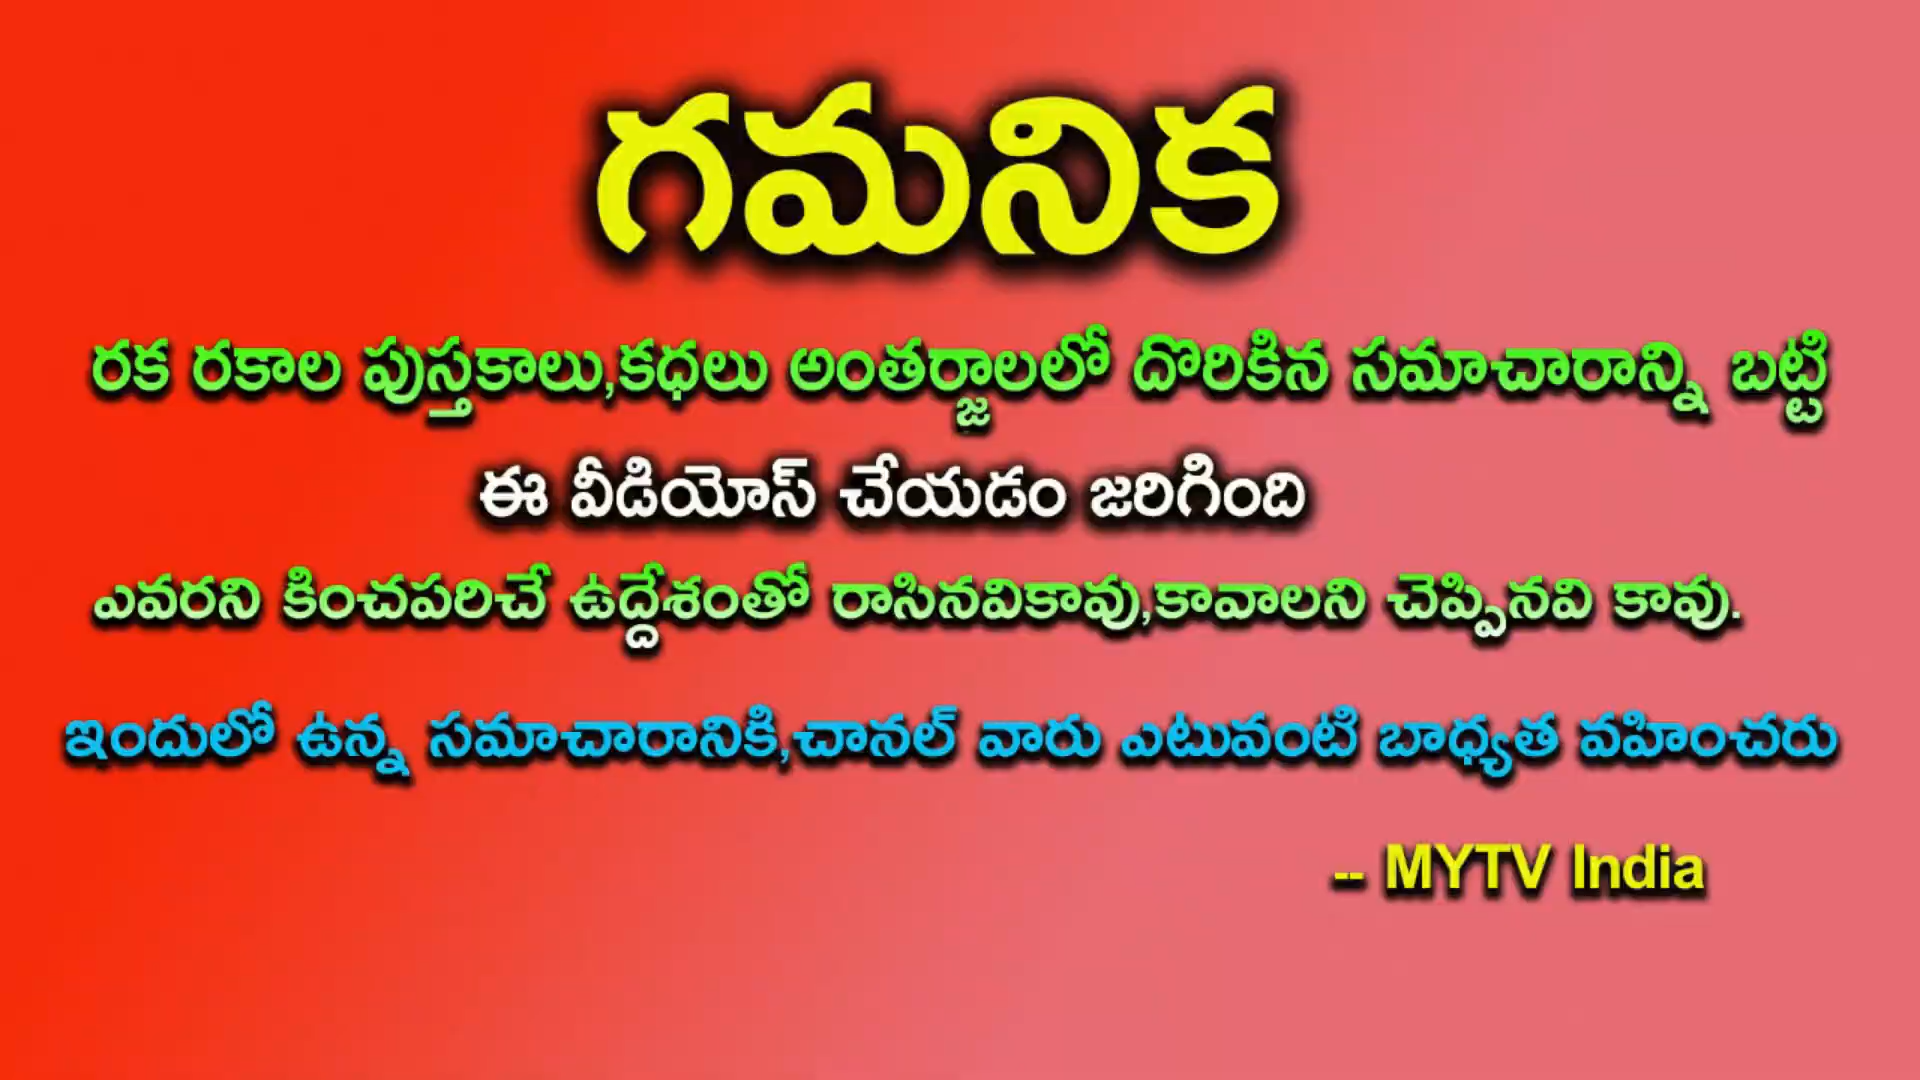 గమనిక
రక రకాల పుస్తకాలు,కధలు అంతర్జాలలో దొరికిన సమాచారాన్ని బట్టి
ఈ వీడియోస్ చేయడం జరిగింది
ఎవరని కించపరిచే ఉద్దేశంతో రాసినవికావు,కావాలని చెప్పినవి కావు.
ఇందులో ఉన్న సమాచారానికి,చానల్ వారు ఎటువంటి బాధ్యత వహించరు
-- MYTV India